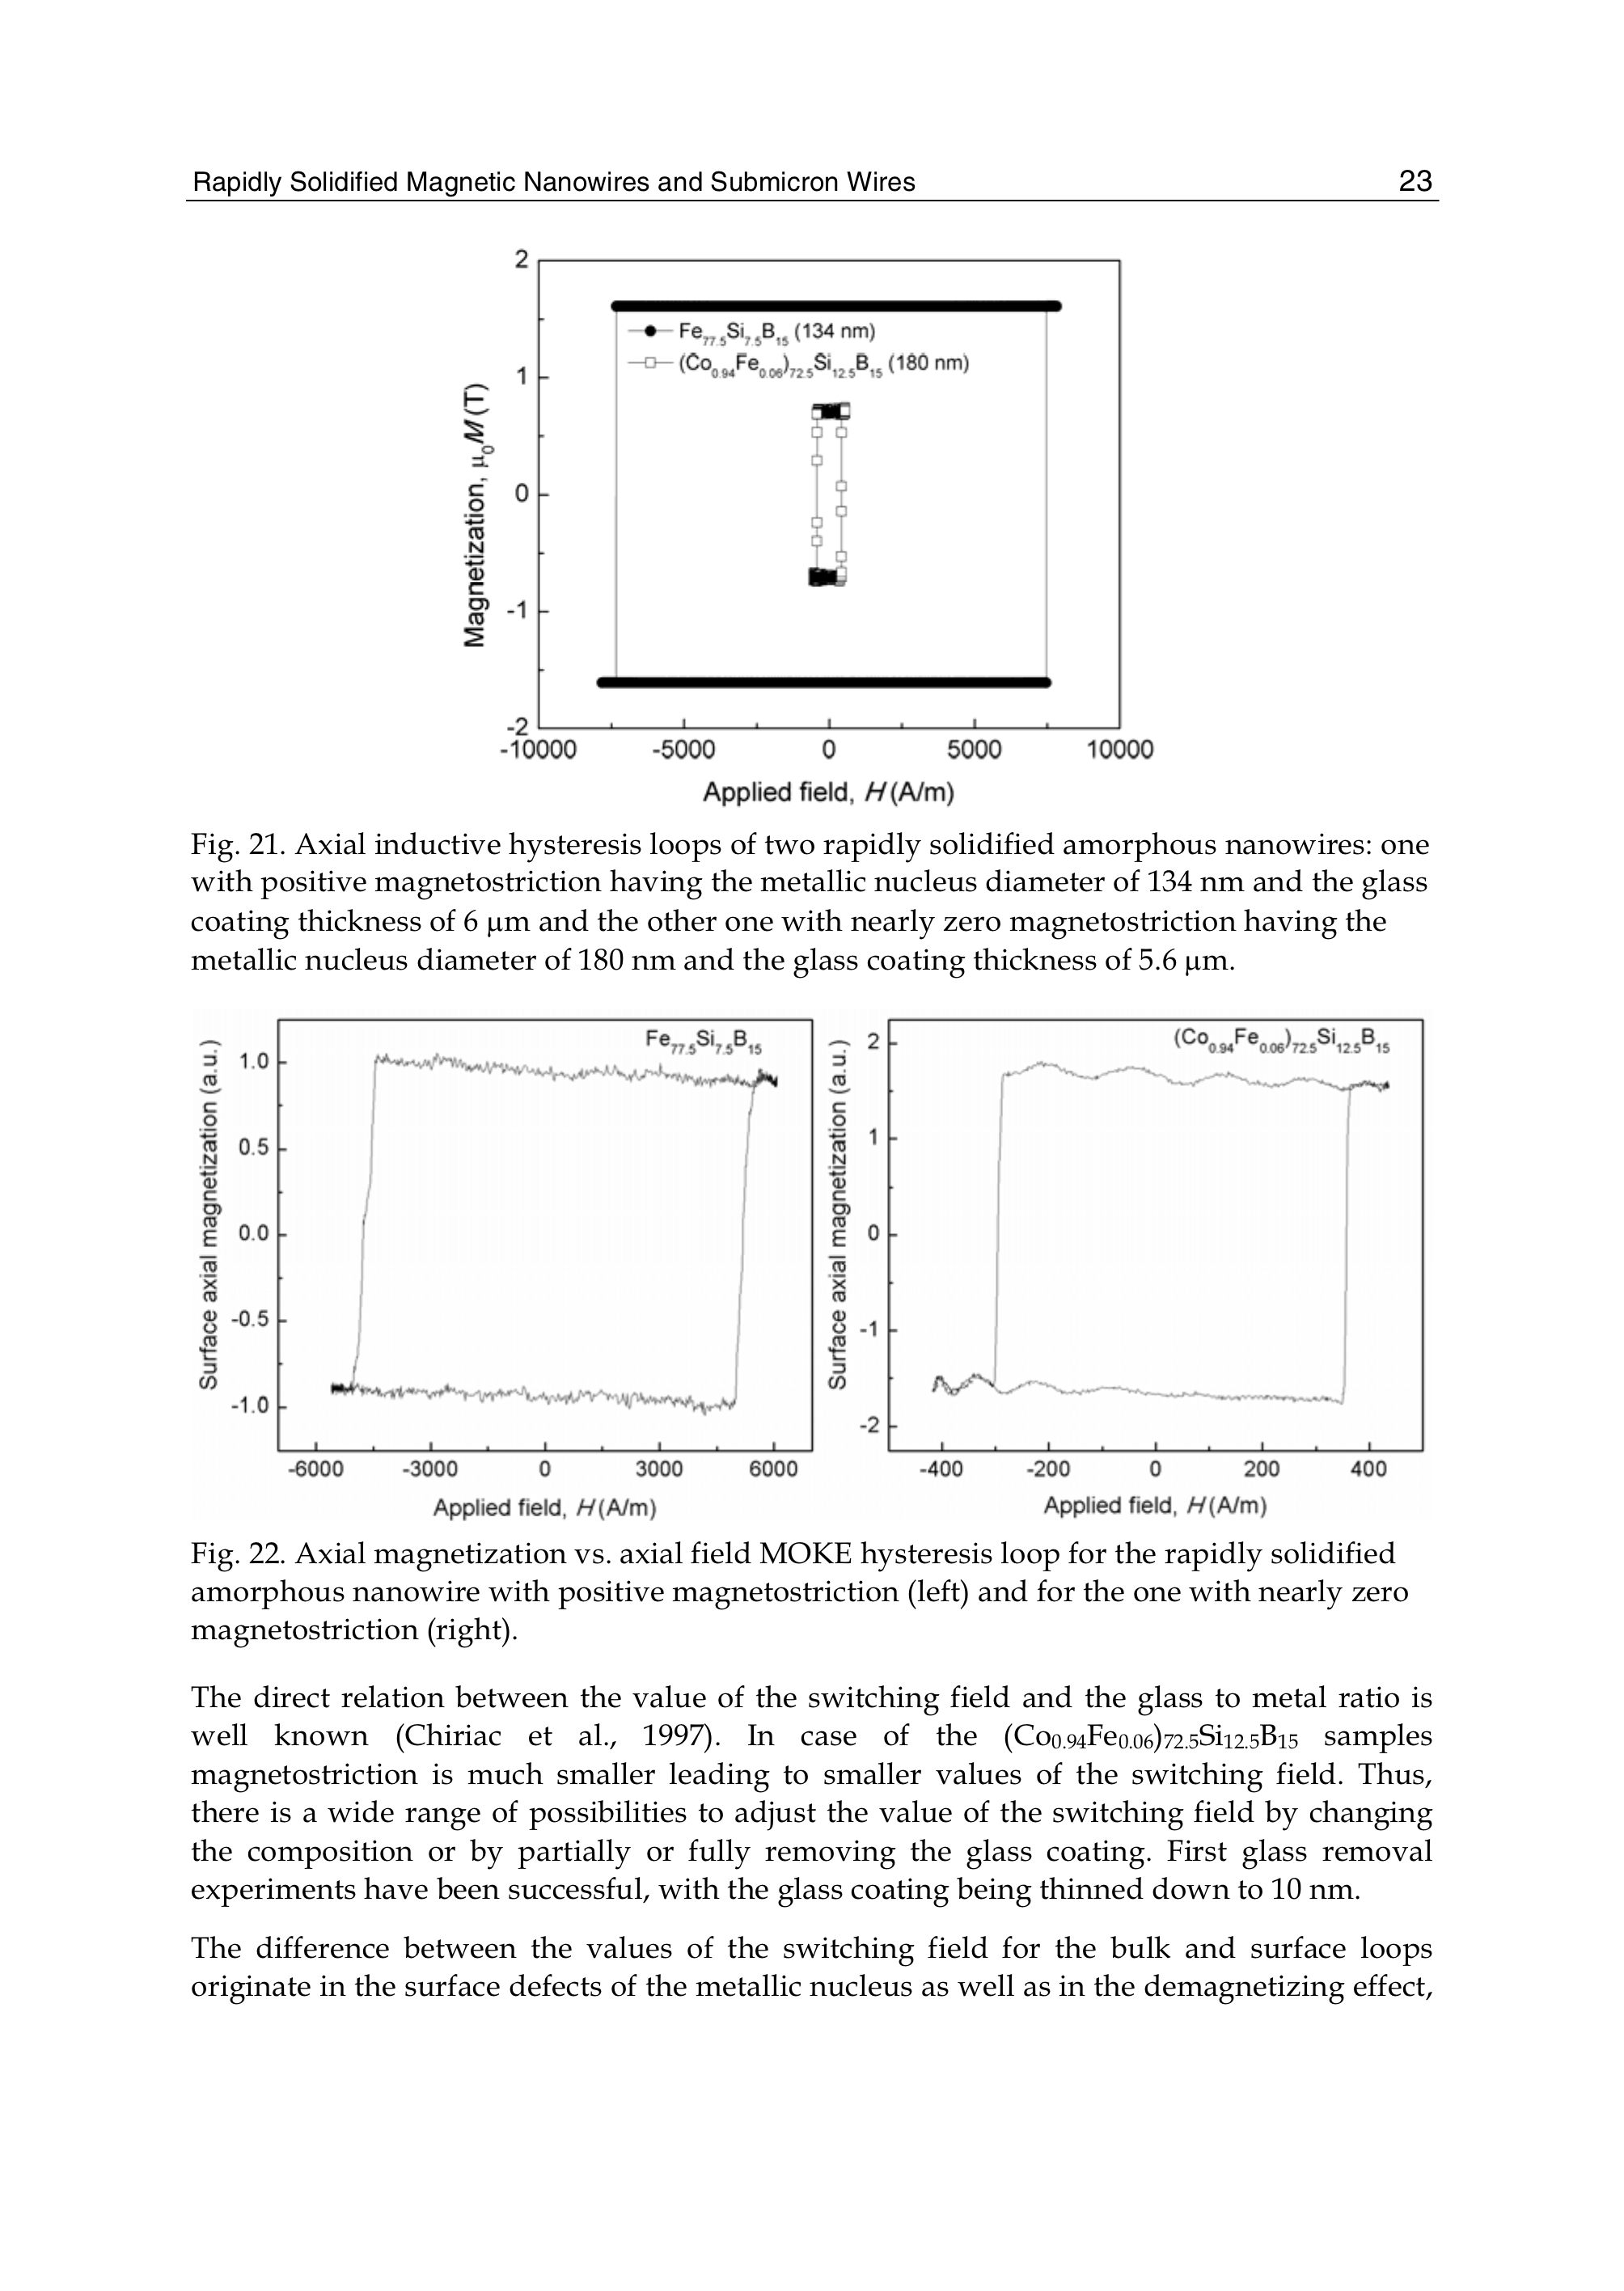 Rapidly Solidified Magnetic Nanowires and Submicron Wires 23
2
1
0
-1
-2
Magnetization, μ0M (T)
Fe77.5Si7.5B15 (134 nm)
(Co0.94Fe0.06)72.5Si12.5B15 (180 nm)
-10000 -5000 0 5000 10000
Applied field, H (A/m)
Fig. 21. Axial inductive hysteresis loops of two rapidly solidified amorphous nanowires: one
with positive magnetostriction having the metallic nucleus diameter of 134 nm and the glass
coating thickness of 6 μm and the other one with nearly zero magnetostriction having the
metallic nucleus diameter of 180 nm and the glass coating thickness of 5.6 μm.
Surface axial magnetization (a.u.)
1.0
0.5
0.0
-0.5
-1.0
Fe77.5Si7.5B15
-6000 -3000 0 3000 6000
Applied field, H (A/m)
Surface axial magnetization (a.u.)
2
1
0
-1
-2
(Co0.94Fe0.06)72.5Si12.5B15
-400 -200 0 200 400
Applied field, H (A/m)
Fig. 22. Axial magnetization vs. axial field MOKE hysteresis loop for the rapidly solidified
amorphous nanowire with positive magnetostriction (left) and for the one with nearly zero
magnetostriction (right).
The direct relation between the value of the switching field and the glass to metal ratio is
well known (Chiriac et al., 1997). In case of the (Co0.94Fe0.06)72.5Si12.5B15 samples
magnetostriction is much smaller leading to smaller values of the switching field. Thus,
there is a wide range of possibilities to adjust the value of the switching field by changing
the composition or by partially or fully removing the glass coating. First glass removal
experiments have been successful, with the glass coating being thinned down to 10 nm.
The difference between the values of the switching field for the bulk and surface loops
originate in the surface defects of the metallic nucleus as well as in the demagnetizing effect,